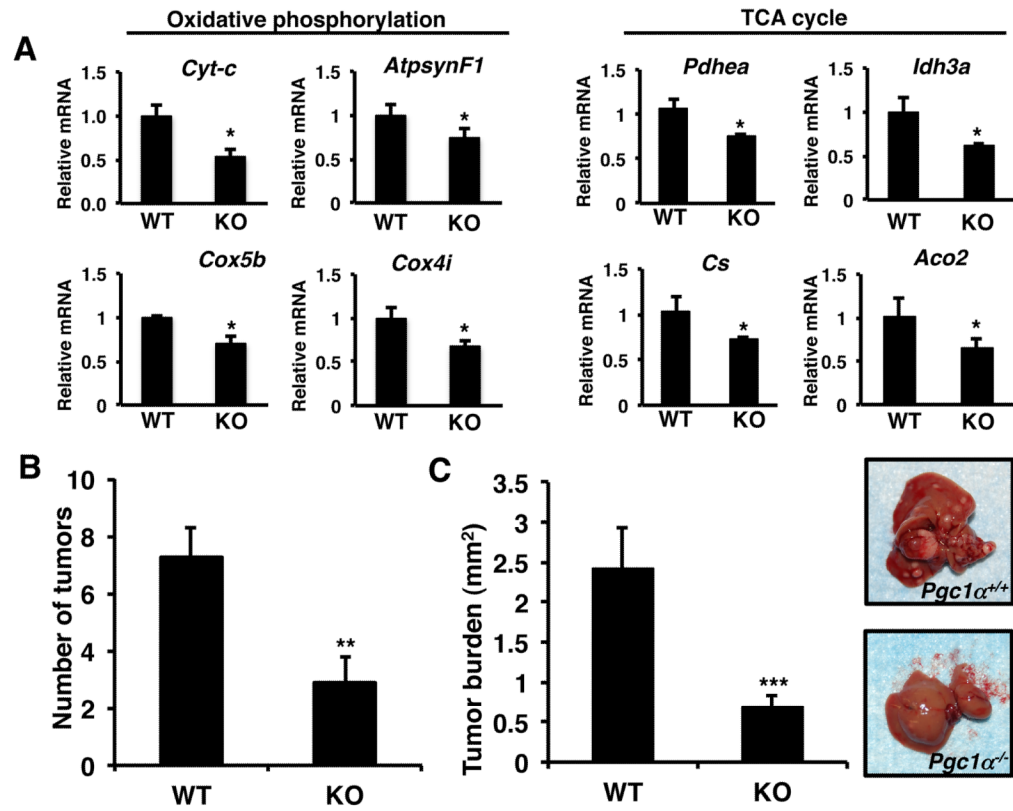 Oxidative phosphorylation
TCA cycle
A
Cyt-c
AtpsynF1
Pdhea
Idh3a
Relative mRNA
1.5
1.0
0.5
0.0
*
WT KO
Relative mRNA
1.5
1
0.5
0
*
WT KO
Relative mRNA
1.5
1
0.5
0
*
WT KO
Relative mRNA
1.5
1
0.5
0
*
WT KO
Cox5b
Cox4i
Cs
Aco2
Relative mRNA
1.5
1
0.5
0
*
WT KO
Relative mRNA
1.5
1
0.5
0
*
WT KO
Relative mRNA
1.5
1
0.5
0
*
WT KO
Relative mRNA
1.5
1
0.5
0
*
WT KO
B
Number of tumors
10
8
6
4
2
0
**
WT KO
C
Tumor burden (mm²)
3.5
3
2.5
2
1.5
1
0.5
0
***
WT KO
Pgc1α+/+
Pgc1α-/-